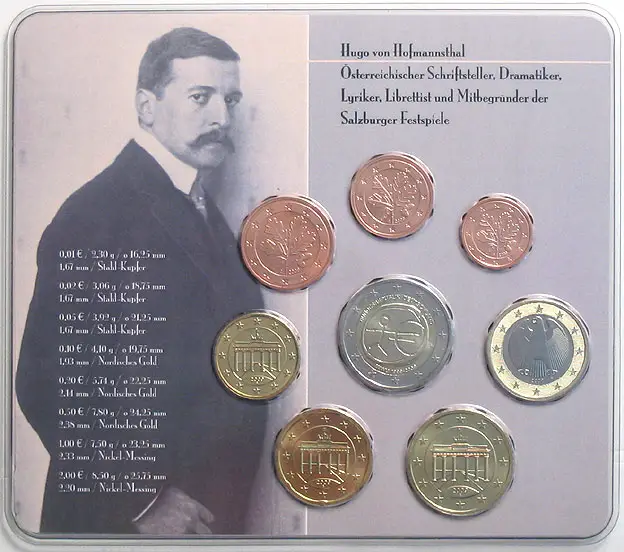 Hugo von Hofmannsthal
Österreichischer Schriftsteller, Dramatiker,
Lyriker, Librettist und Mitbegründer der
Salzburger Festspiele
0,01 € / 2,30 g / ø 16,25 mm
1,67 mm / Stahl-Kupfer
0,02 € / 3,06 g / ø 18,75 mm
1,67 mm / Stahl-Kupfer
0,05 € / 3,92 g / ø 21,25 mm
1,67 mm / Stahl-Kupfer
0,10 € / 4,10 g / ø 19,75 mm
1,93 mm / Nordisches Gold
0,20 € / 5,74 g / ø 22,25 mm
2,14 mm / Nordisches Gold
0,50 € / 7,80 g / ø 24,25 mm
2,38 mm / Nordisches Gold
1,00 € / 7,50 g / ø 23,25 mm
2,33 mm / Nickel-Messing
2,00 € / 8,50 g / ø 25,75 mm
2,20 mm / Nickel-Messing